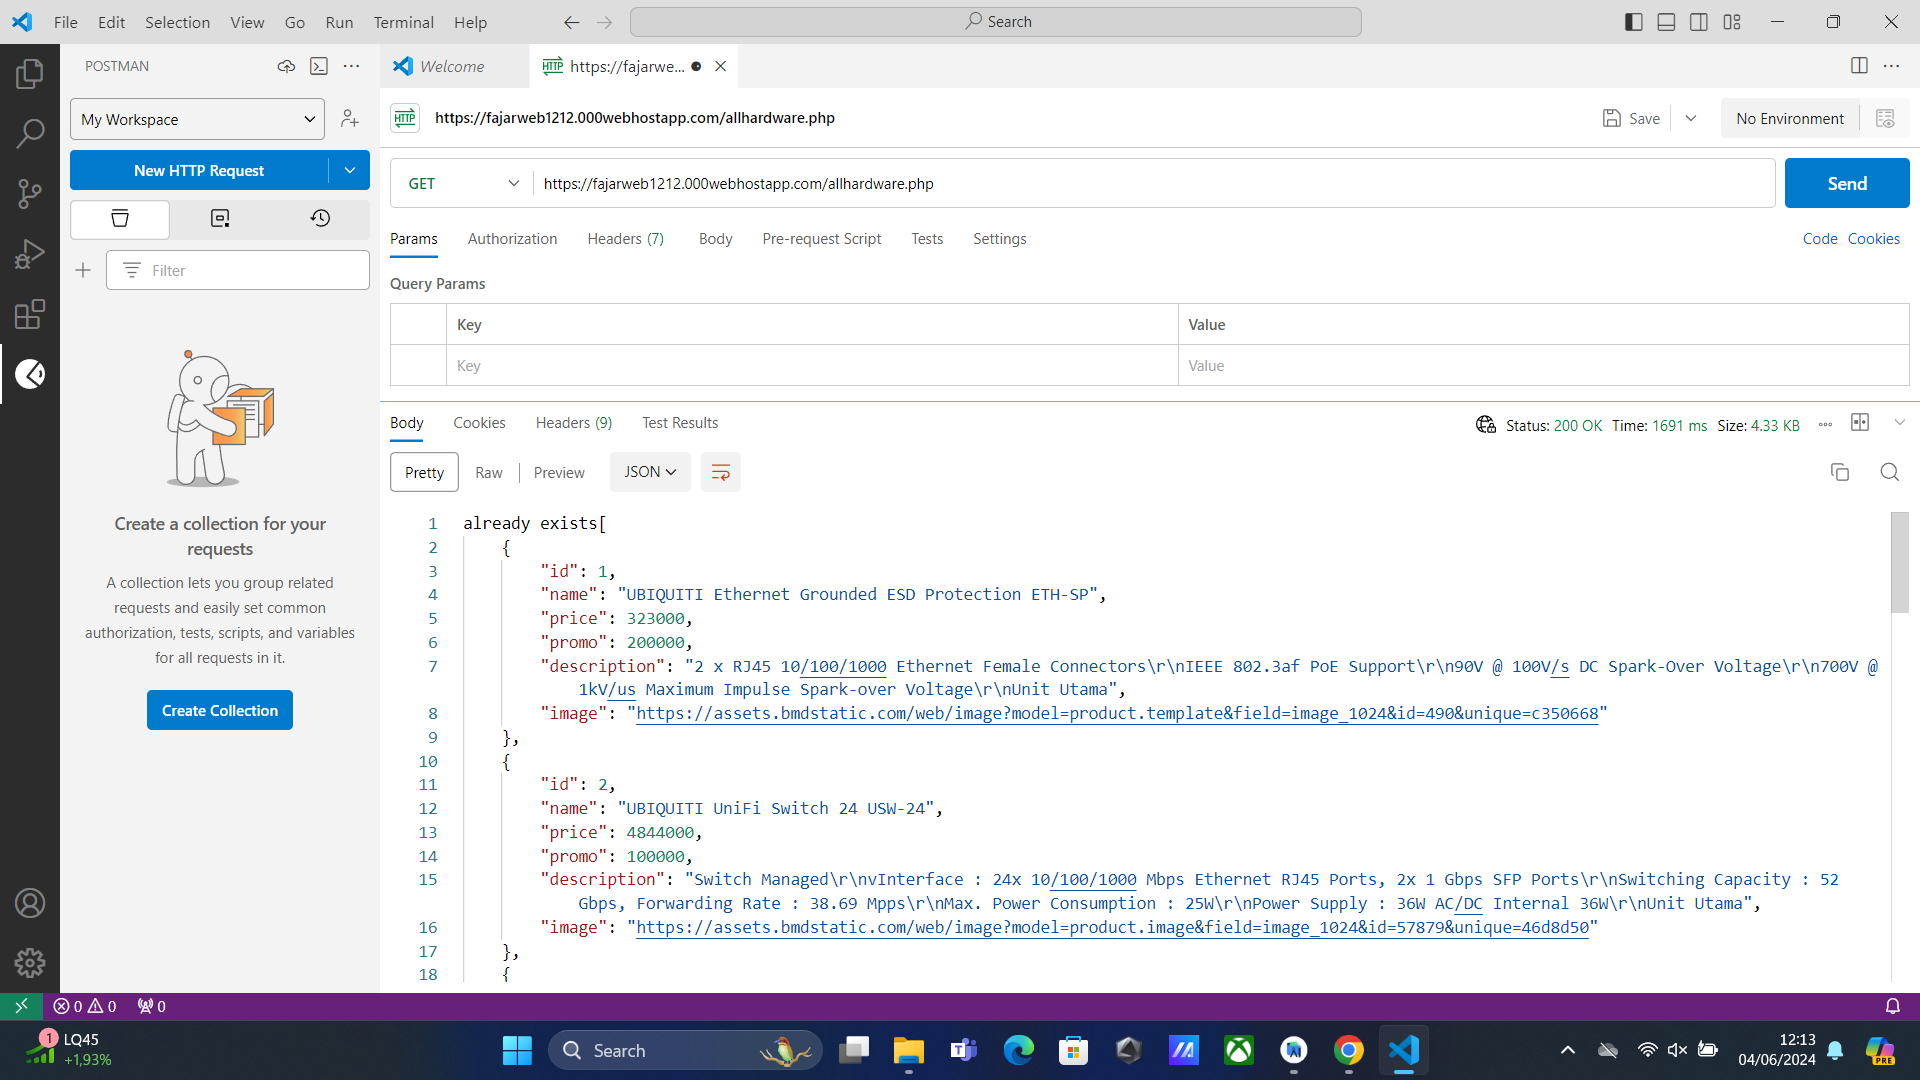 File Edit Selection View Go Run Terminal Help Search
POSTMAN
Welcome
https://fajarwe...
My Workspace
https://fajarweb1212.000webhostapp.com/allhardware.php
Save
No Environment
New HTTP Request
GET
https://fajarweb1212.000webhostapp.com/allhardware.php
Send
Params Authorization Headers (7) Body Pre-request Script Tests Settings
Code Cookies
Filter
Query Params
Key Value
Key Value
Create a collection for your
requests
A collection lets you group related
requests and easily set common
authorization, tests, scripts, and variables
for all requests in it.
Create Collection
Body Cookies Headers (9) Test Results
Status: 200 OK Time: 1691 ms Size: 4.33 KB
Pretty Raw Preview JSON
1 already exists[
2 {
3 "id": 1,
4 "name": "UBIQUITI Ethernet Grounded ESD Protection ETH-SP",
5 "price": 323000,
6 "promo": 200000,
7 "description": "2 x RJ45 10/100/1000 Ethernet Female Connectors\r\nIEEE 802.3af PoE Support\r\n90V @ 100V/s DC Spark-Over Voltage\r\n700V @
1kV/us Maximum Impulse Spark-over Voltage\r\nUnit Utama",
8 "image": "https://assets.bmdstatic.com/web/image?model=product.template&field=image_1024&id=490&unique=c350668"
9 },
10 {
11 "id": 2,
12 "name": "UBIQUITI UniFi Switch 24 USW-24",
13 "price": 4844000,
14 "promo": 100000,
15 "description": "Switch Managed\r\nvInterface : 24x 10/100/1000 Mbps Ethernet RJ45 Ports, 2x 1 Gbps SFP Ports\r\nSwitching Capacity : 52
Gbps, Forwarding Rate : 38.69 Mpps\r\nMax. Power Consumption : 25W\r\nPower Supply : 36W AC/DC Internal 36W\r\nUnit Utama",
16 "image": "https://assets.bmdstatic.com/web/image?model=product.image&field=image_1024&id=57879&unique=46d8d50"
17 },
18 {
0 0 0
1 LQ45
+1,93%
Search
12:13
04/06/2024
PRE